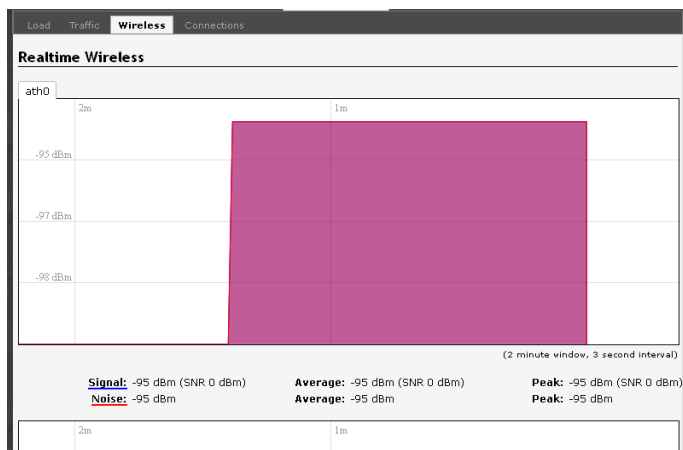 Load Traffic Wireless Connections
Realtime Wireless
ath0
2m 1m
-95 dBm
-97 dBm
-98 dBm
(2 minute window, 3 second interval)
Signal: -95 dBm (SNR 0 dBm) Average: -95 dBm (SNR 0 dBm) Peak: -95 dBm (SNR 0 dBm)
Noise: -95 dBm Average: -95 dBm Peak: -95 dBm
2m 1m